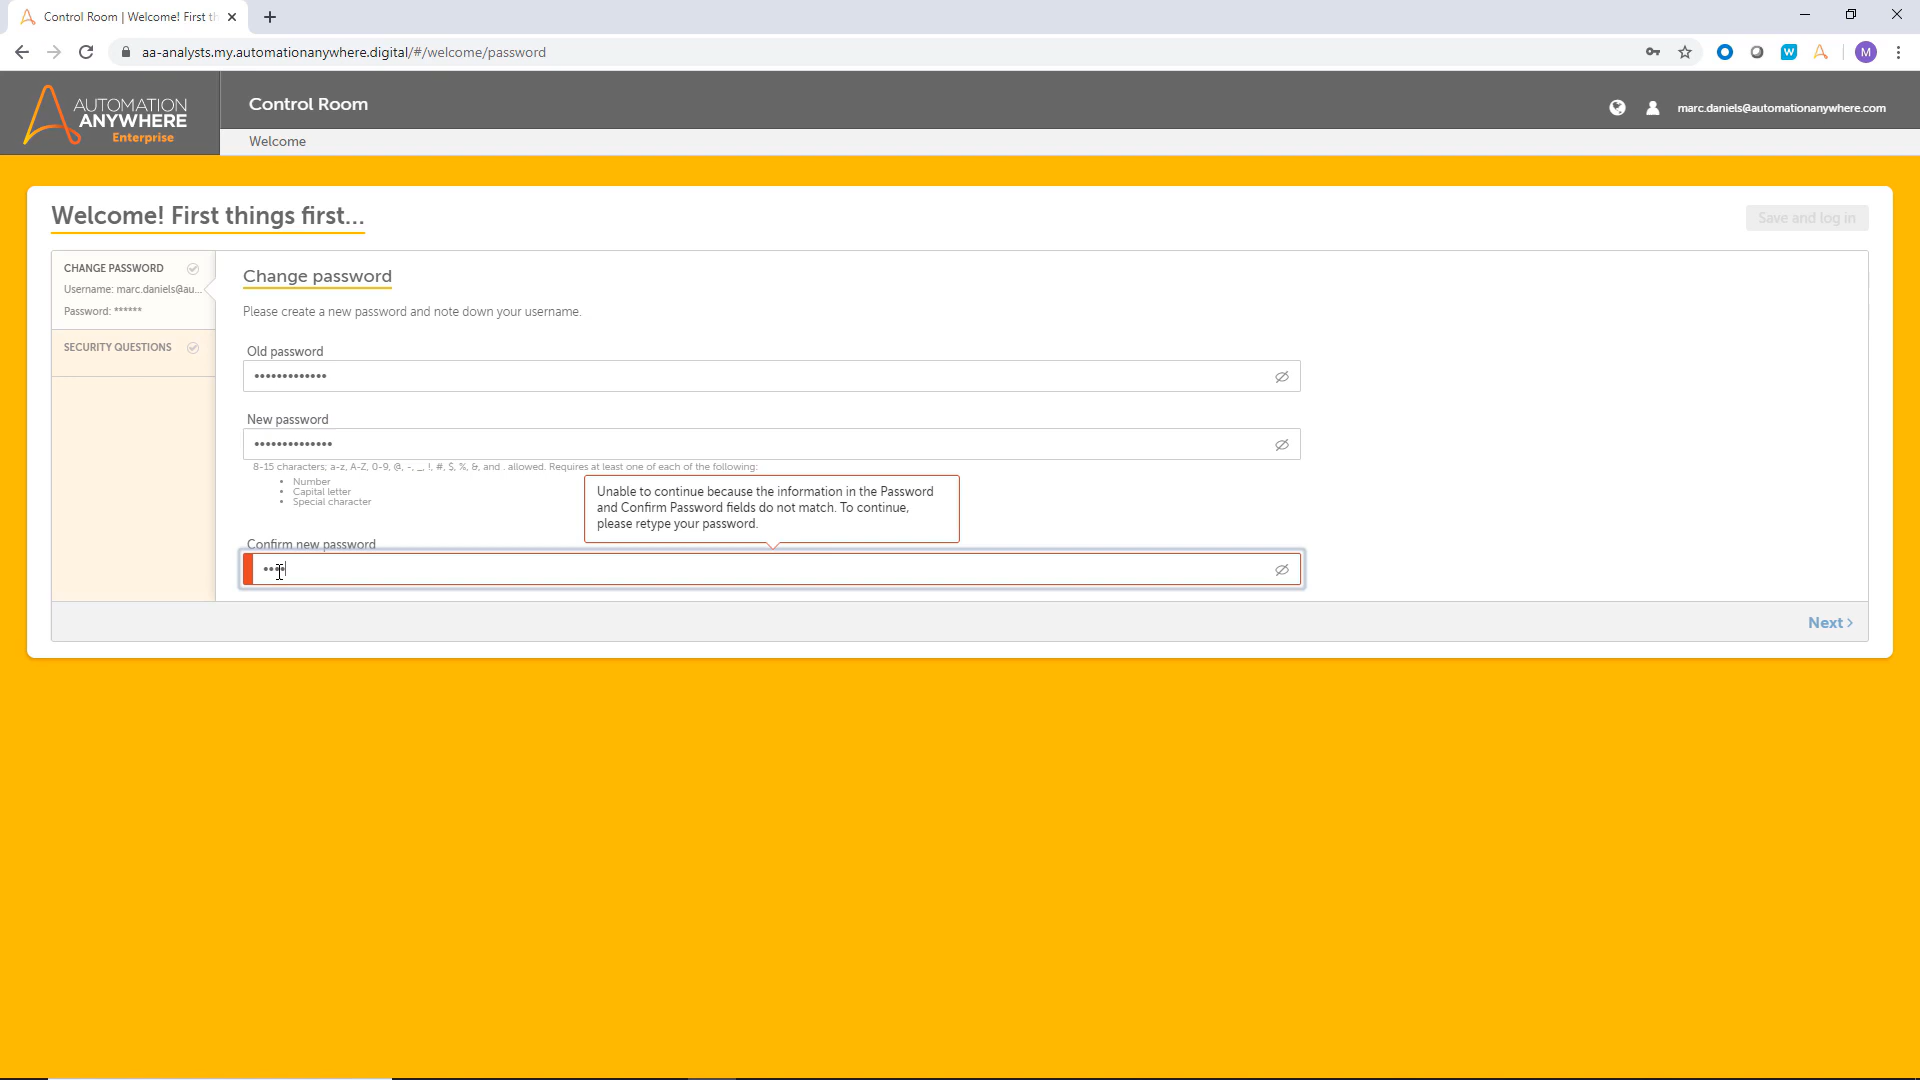 Control Room | Welcome! First th
aa-analysts.my.automationanywhere.digital/#/welcome/password
W
M
AUTOMATION
ANYWHERE
Enterprise
Control Room
marc.daniels@automationanywhere.com
Welcome
Welcome! First things first...
Save and log in
CHANGE PASSWORD
Username: marc.daniels@au...
Password: ******
SECURITY QUESTIONS
Change password
Please create a new password and note down your username.
Old password
•••••••••••••
New password
••••••••••••••
8-15 characters; a-z, A-Z, 0-9, @, -, _, !, #, $, %, &, and . allowed. Requires at least one of each of the following:
• Number
• Capital letter
• Special character
Unable to continue because the information in the Password
and Confirm Password fields do not match. To continue,
please retype your password.
Confirm new password
••••
Next >